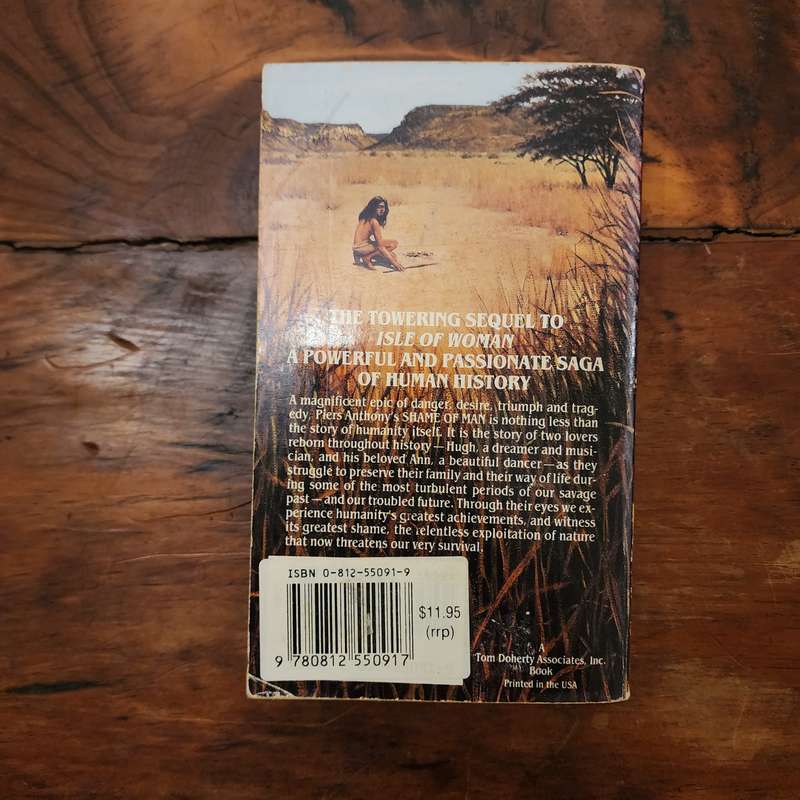 THE TOWERING SEQUEL TO
ISLE OF WOMAN
A POWERFUL AND PASSIONATE SAGA
OF HUMAN HISTORY
A magnificent epic of danger, desire, triumph and trag-
edy, Piers Anthony's SHAME OF MAN is nothing less than
the story of humanity itself. It is the story of two lovers
reborn throughout history—Hugh, a dreamer and musi-
cian, and his beloved Ann, a beautiful dancer—as they
struggle to preserve their family and their way of life dur-
ing some of the most turbulent periods of our savage
past—and our troubled future. Through their eyes we ex-
perience humanity's greatest achievements, and witness
its greatest shame, the relentless exploitation of nature
that now threatens our very survival.
ISBN 0-812-55091-9
$11.95
(rrp)
9 780812 550917
A
Tom Doherty Associates, Inc.
Book
Printed in the USA